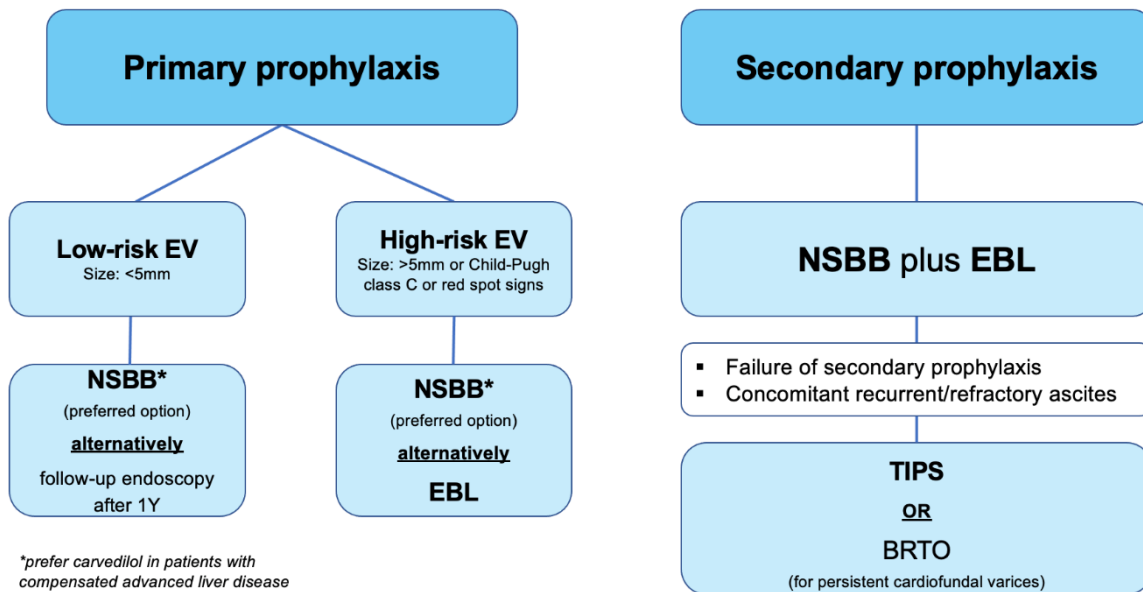 Primary prophylaxis
Low-risk EV
Size: <5mm
High-risk EV
Size: >5mm or Child-Pugh
class C or red spot signs
NSBB*
(preferred option)
alternatively
follow-up endoscopy
after 1Y
NSBB*
(preferred option)
alternatively
EBL
*prefer carvedilol in patients with
compensated advanced liver disease
Secondary prophylaxis
NSBB plus EBL
▪ Failure of secondary prophylaxis
▪ Concomitant recurrent/refractory ascites
TIPS
OR
BRTO
(for persistent cardiofundal varices)